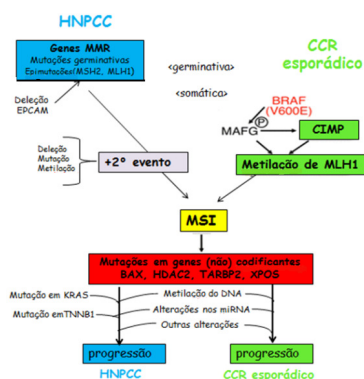 HNPCC
CCR
esporádico
Genes MMR
Mutações germinativas
Epimutações(MSH2, MLH1)
<germinativa>
<somática>
Deleção
EPCAM
BRAF
(V600E)
P
MAFG
CIMP
Deleção
Mutação
Metilação
+2º evento
Metilação de MLH1
MSI
Mutações em genes (não) codificantes
BAX, HDAC2, TARBP2, XPOS
Mutação em KRAS
Metilação do DNA
Mutação emTNNB1
Alterações nos miRNA
Outras alterações
progressão
progressão
HNPCC
CCR esporádico